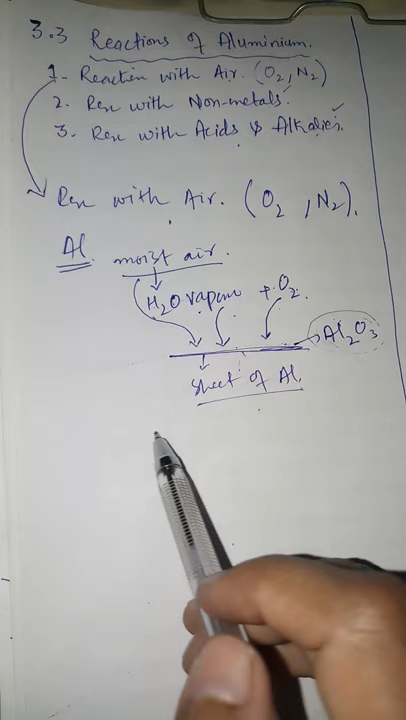 3.3 Reactions of Aluminium.
1- Reaction with Air. (O2, N2)
2. Rxn with Non-metals.
3- Rxn with Acids & Alkalies.
Rxn with Air. (O2, N2).
Al. moist air.
H2O vapour + O2.
Al2O3
Sheet of Al.